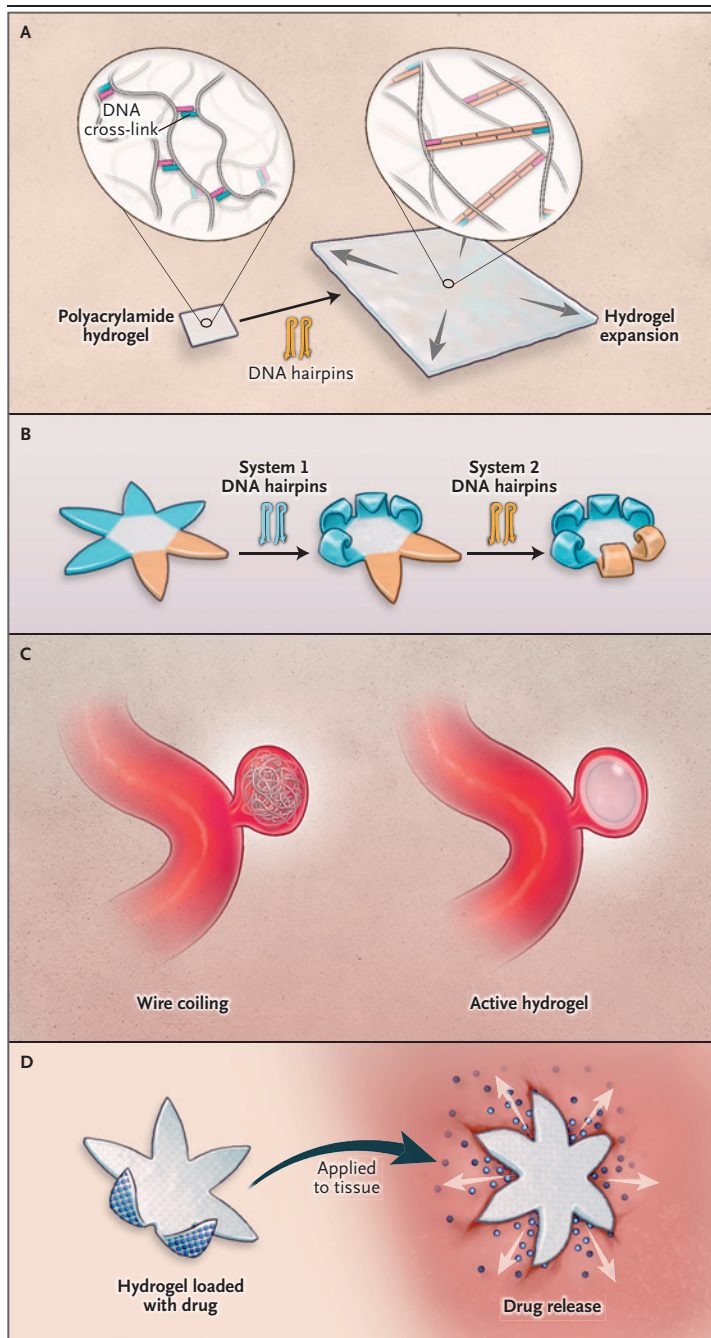 A
DNA
cross-link
Polyacrylamide
hydrogel
DNA hairpins
Hydrogel
expansion
B
System 1
DNA hairpins
System 2
DNA hairpins
C
Wire coiling
Active hydrogel
D
Applied
to tissue
Hydrogel loaded
with drug
Drug release